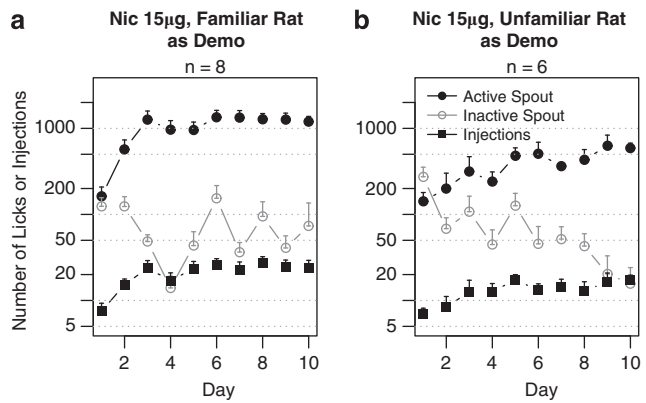 a
Nic 15μg, Familiar Rat
as Demo
n = 8
Number of Licks or Injections
1000
200
50
20
5
2 4 6 8 10
Day
b
Nic 15μg, Unfamiliar Rat
as Demo
n = 6
Active Spout
Inactive Spout
Injections
1000
200
50
20
5
2 4 6 8 10
Day